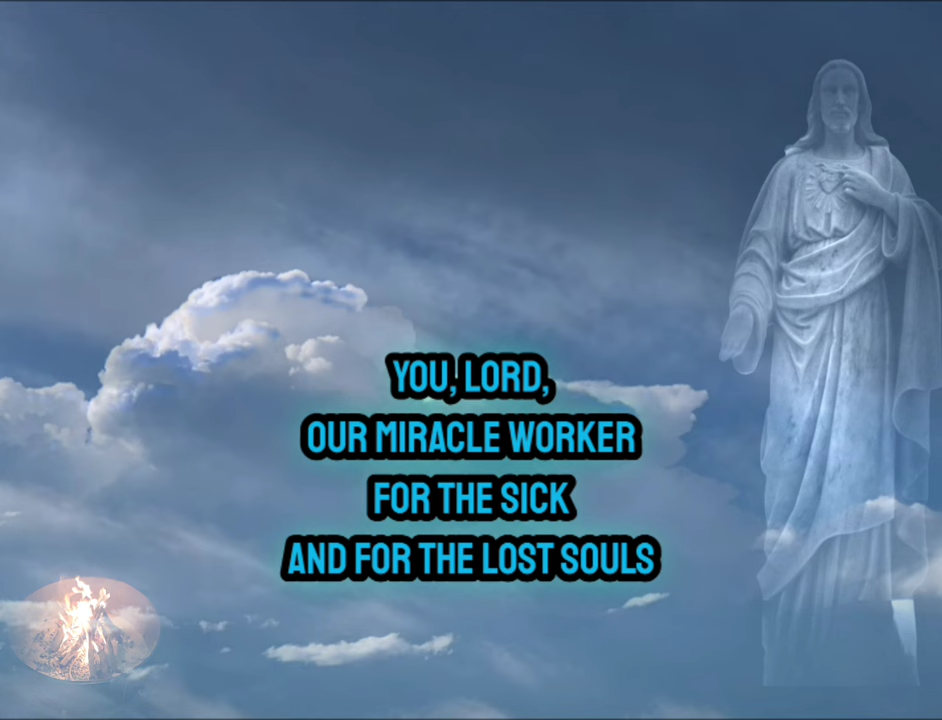 YOU, LORD,
OUR MIRACLE WORKER
FOR THE SICK
AND FOR THE LOST SOULS